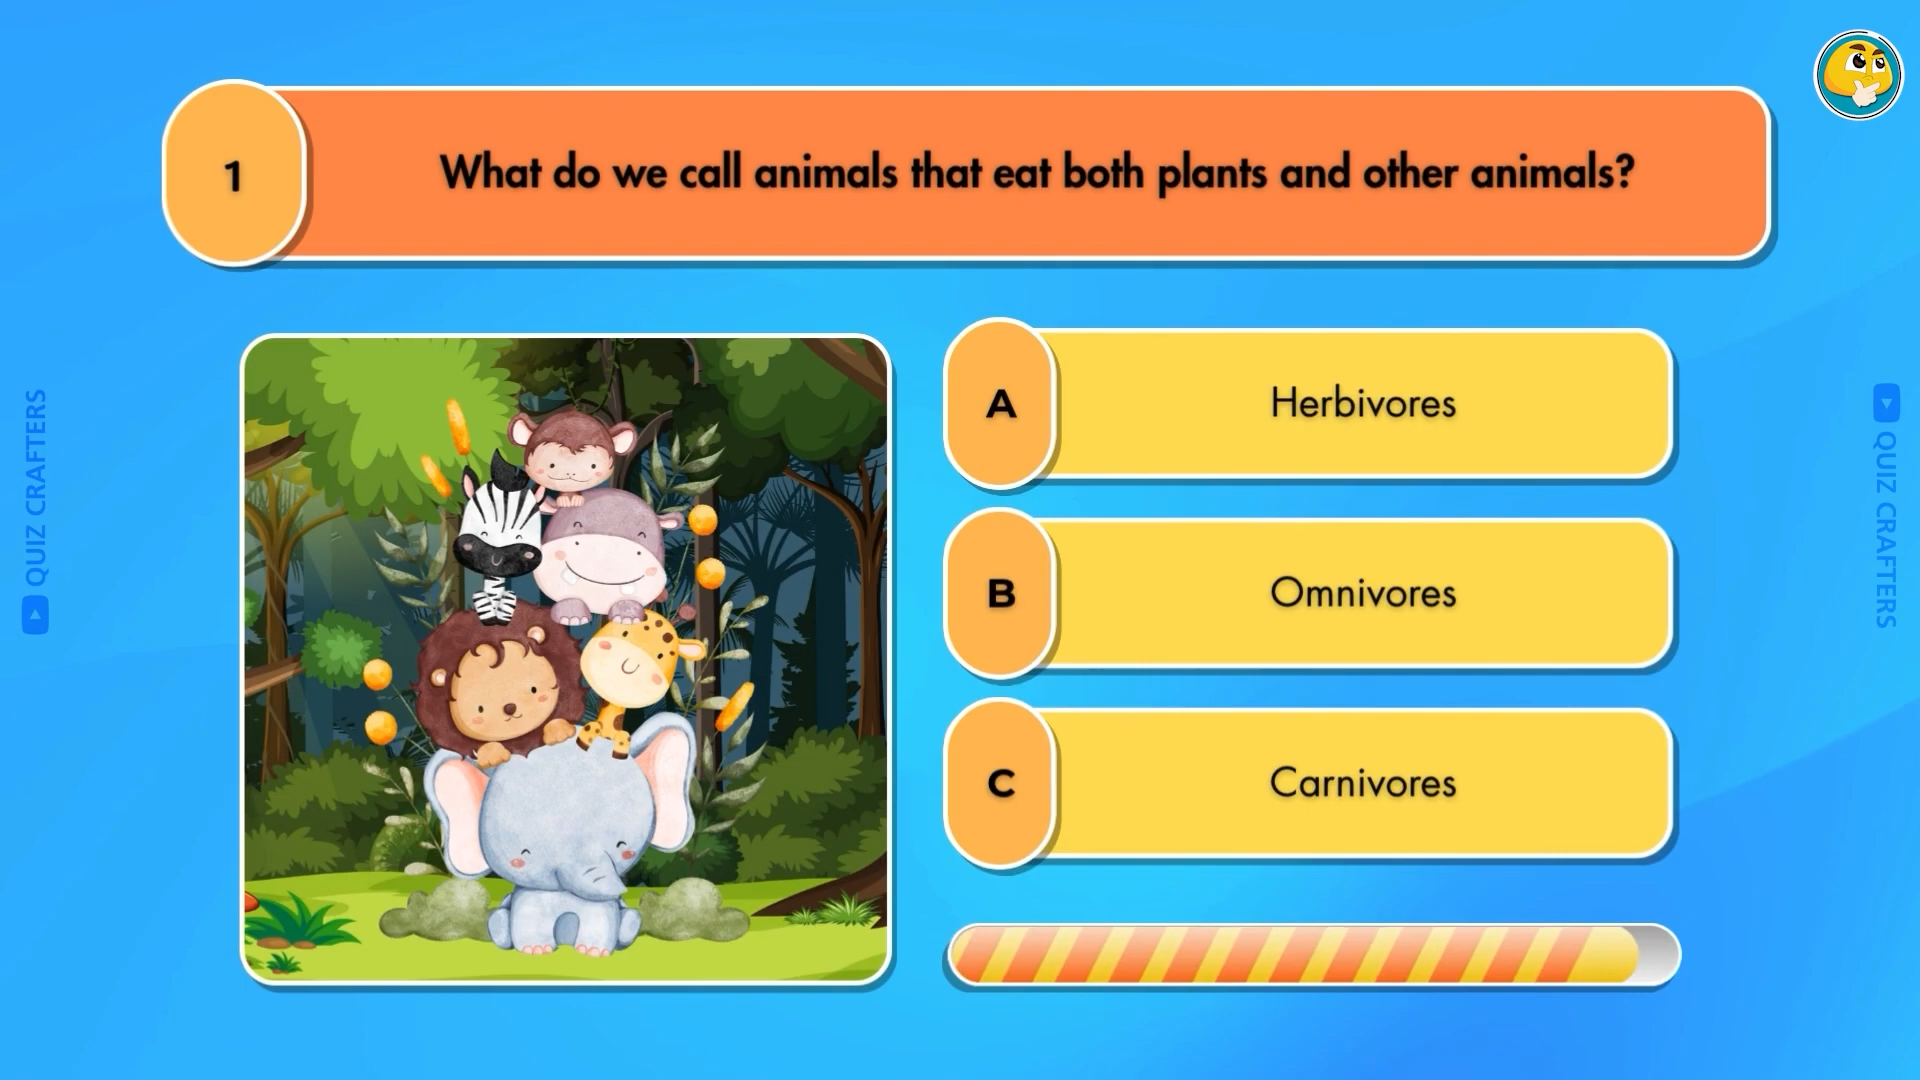 1
What do we call animals that eat both plants and other animals?
A
Herbivores
B
Omnivores
C
Carnivores
QUIZ CRAFTERS
QUIZ CRAFTERS